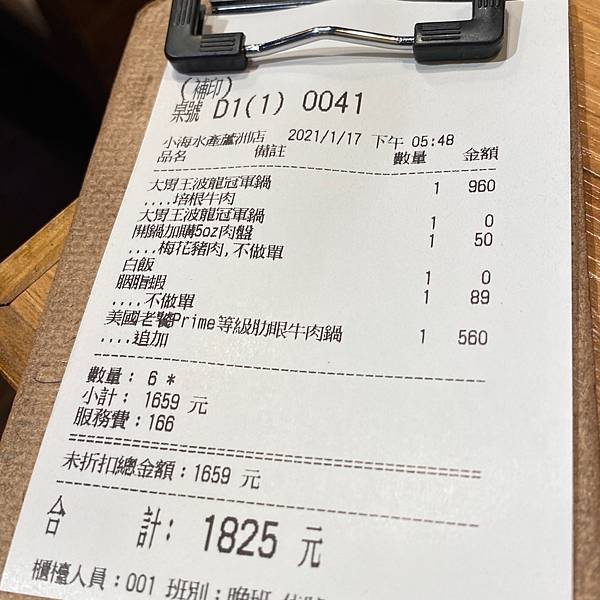 (補印)
桌號 D1(1) 0041
小海水產蘆洲店 2021/1/17 下午 05:48
品名 備註 數量 金額
大胃王波龍冠軍鍋 1 960
....培根牛肉
大胃王波龍冠軍鍋 1 0
開鍋加購5oz肉盤 1 50
....梅花豬肉,不做單
白飯 1 0
胭脂蝦 1 89
....不做單
美國老饕Prime等級肋眼牛肉鍋 1 560
....追加
數量: 6 *
小計: 1659 元
服務費:166
未折扣總金額:1659 元
合 計: 1825 元
櫃檯人員:001 班別:晚班